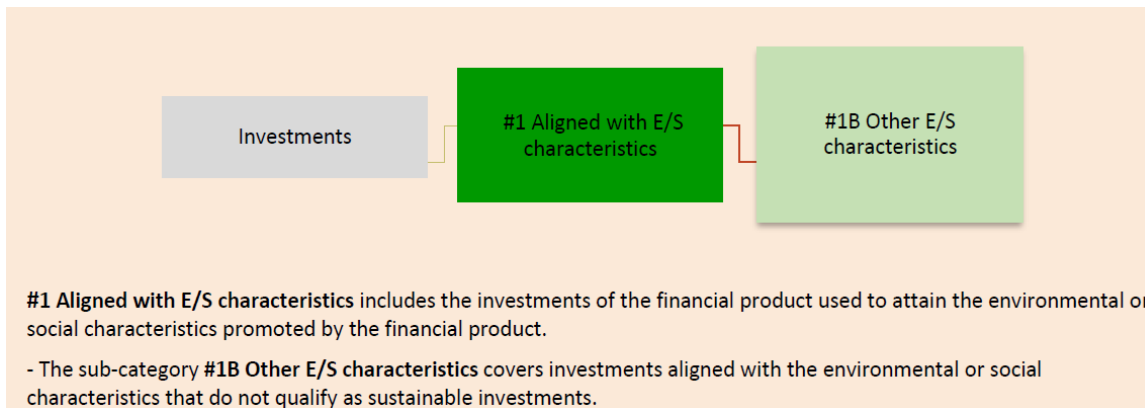 Investments
#1 Aligned with E/S
characteristics
#1B Other E/S
characteristics
#1 Aligned with E/S characteristics includes the investments of the financial product used to attain the environmental or
social characteristics promoted by the financial product.
- The sub-category #1B Other E/S characteristics covers investments aligned with the environmental or social
characteristics that do not qualify as sustainable investments.